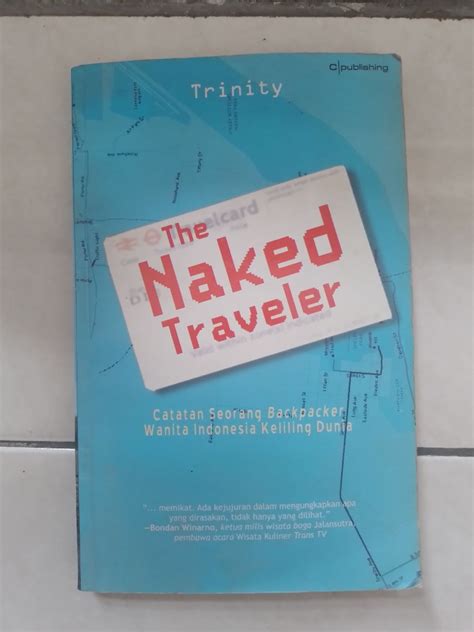 C|publishing
Trinity
Travelcard
The
Naked
Traveler
Catatan Seorang Backpacker
Wanita Indonesia Keliling Dunia
"... memikat. Ada kejujuran dalam mengungkapkan apa
yang dirasakan, tidak hanya yang dilihat."
—Bondan Winarno, ketua milis wisata boga Jalansutra,
pembawa acara Wisata Kuliner Trans TV